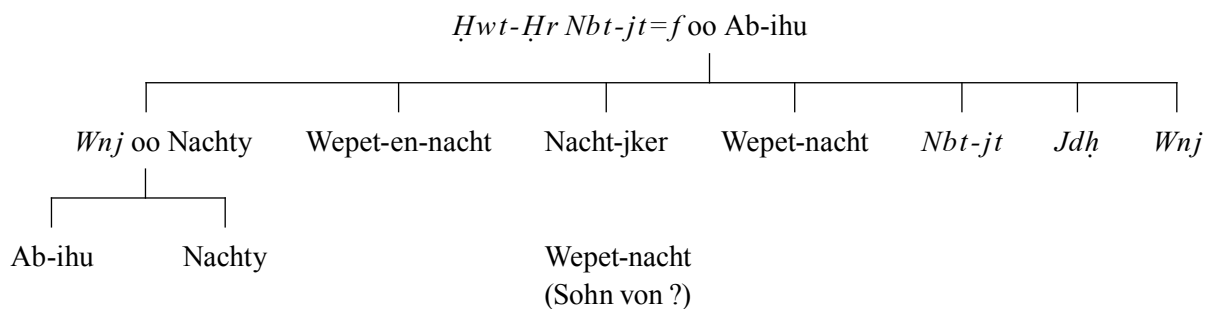 Ḥwt-Ḥr Nbt-jt=f oo Ab-ihu
Wnj oo Nachty Wepet-en-nacht Nacht-jker Wepet-nacht Nbt-jt Jdḥ Wnj
Ab-ihu Nachty Wepet-nacht
(Sohn von ?)